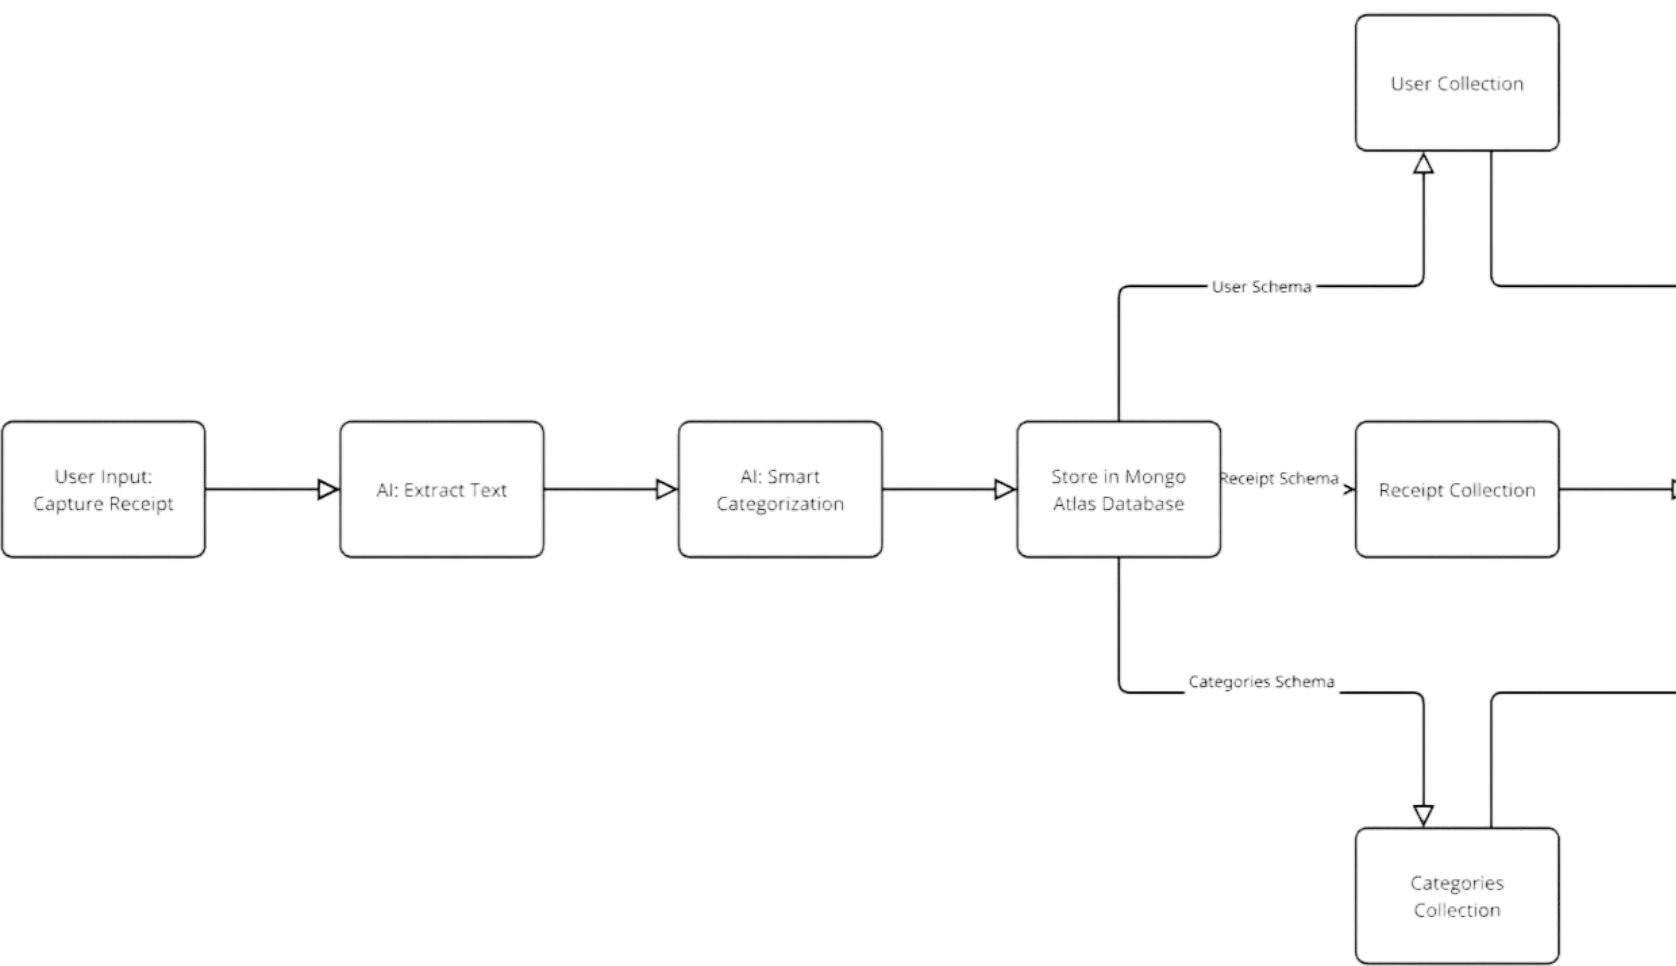 User Collection
User Schema
User Input:
Capture Receipt
AI: Extract Text
AI: Smart
Categorization
Store in Mongo
Atlas Database
Receipt Schema
Receipt Collection
Categories Schema
Categories
Collection